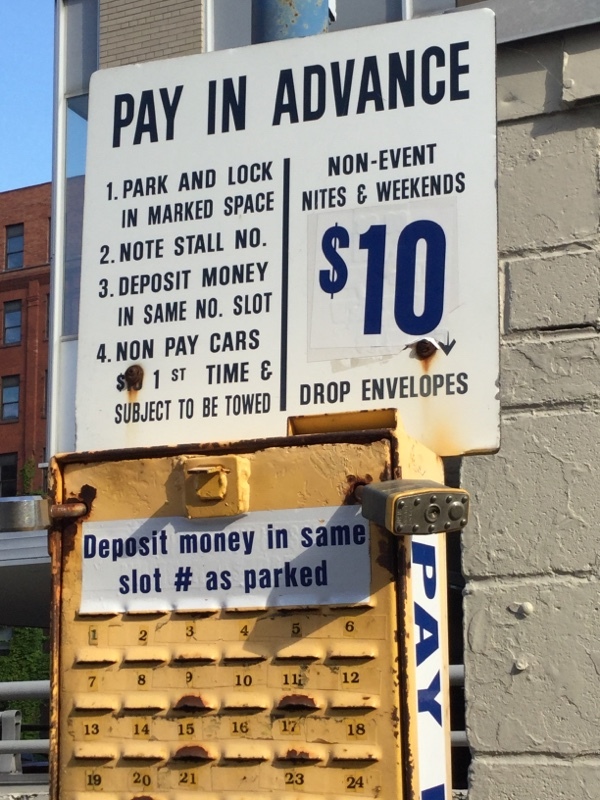 PAY IN ADVANCE
1. PARK AND LOCK
IN MARKED SPACE
2. NOTE STALL NO.
3. DEPOSIT MONEY
IN SAME NO. SLOT
4. NON PAY CARS
$ 1 ST TIME &
SUBJECT TO BE TOWED
NON-EVENT
NITES & WEEKENDS
$10
DROP ENVELOPES
Deposit money in same
slot # as parked
1 2 3 4 5 6
7 8 9 10 11 12
13 14 15 16 17 18
19 20 21 23 24
PAY